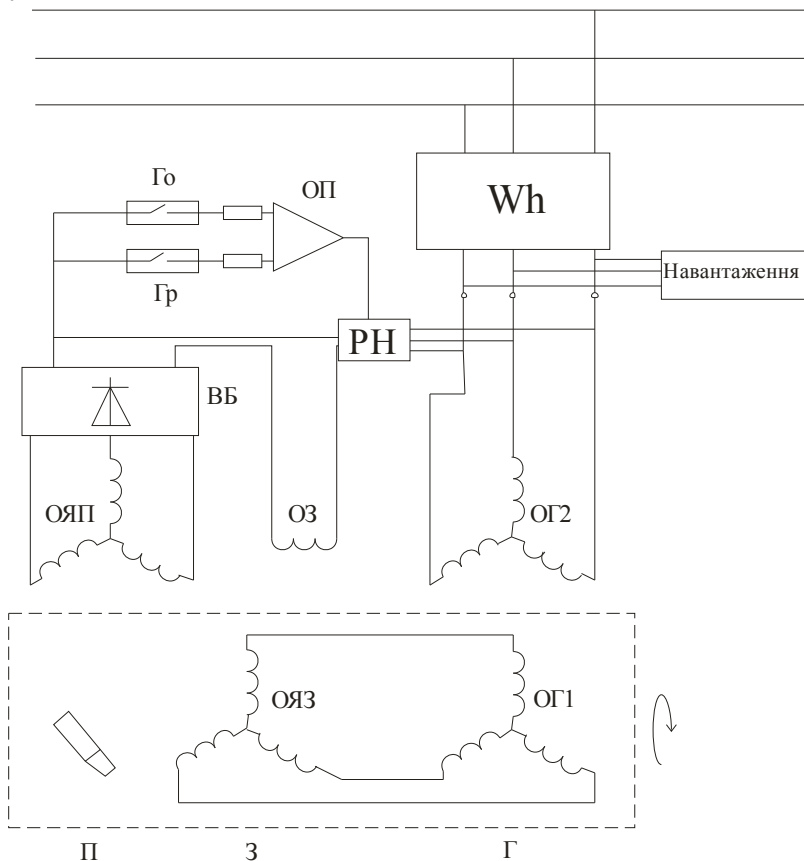 Го
ОП
Wh
Гр
Навантаження
РН
ВБ
ОЯП
ОЗ
ОГ2
ОЯЗ
ОГ1
П
З
Г